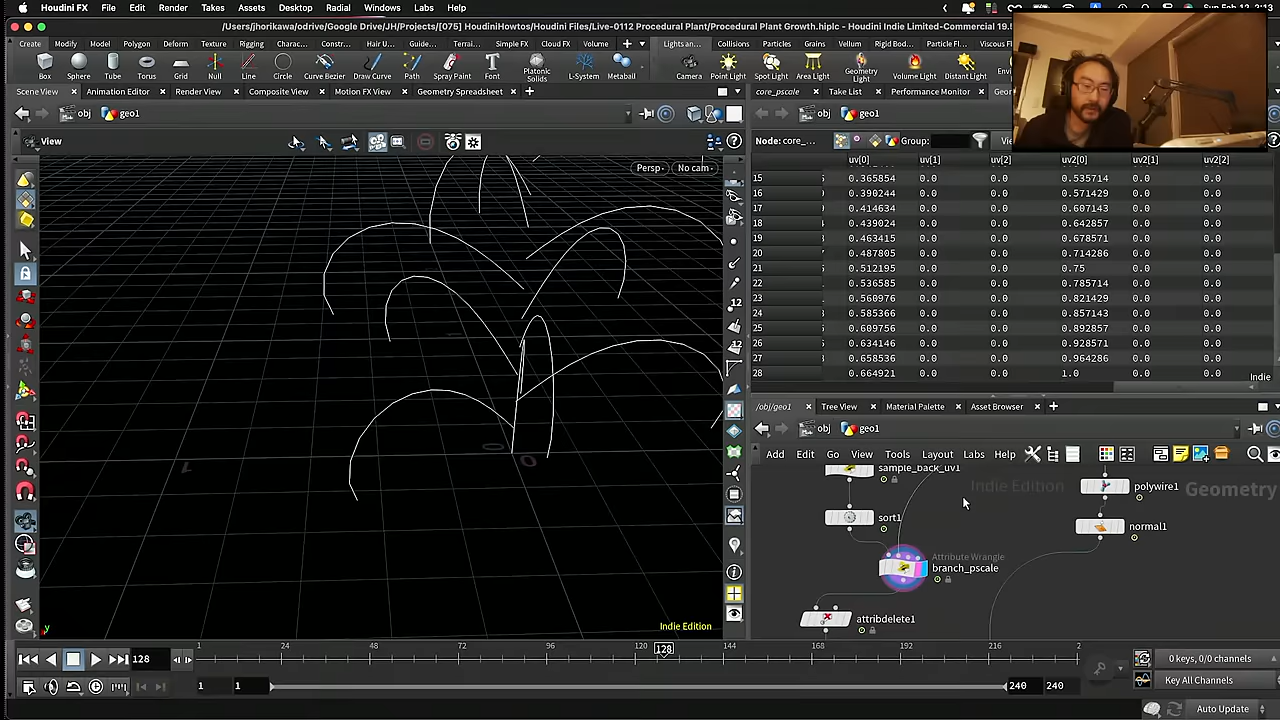 Houdini FX File Edit Render Takes Assets Desktop Radial Windows Labs Help Sun Feb 12 2:13
/Users/jhorikawa/odrive/Google Drive/JH/Projects/[075] HoudiniHowtos/Houdini Files/Live-0112 Procedural Plant/Procedural Plant Growth.hiplc - Houdini Indie Limited-Commercial 19.5
Create Modify Model Polygon Deform Texture Rigging Charac... Constr... Hair U... Guide... Terrai... Simple FX Cloud FX Volume Lights an... Collisions Particles Grains Vellum Rigid Bod... Particle Fl... Viscous F
Box Sphere Tube Torus Grid Null Line Circle Curve Bezier Draw Curve Path Spray Paint Font Platonic Solids L-System Metaball Camera Point Light Spot Light Area Light Geometry Light Volume Light Distant Light
Scene View Animation Editor Render View Composite View Motion FX View Geometry Spreadsheet core_pscale Take List Performance Monitor
obj geo1 obj geo1
View Node: core_... Group:
Persp No cam
uv[0] uv[1] uv[2] uv2[0] uv2[1] uv2[2]
15 0.365854 0.0 0.0 0.535714 0.0 0.0
16 0.390244 0.0 0.0 0.571429 0.0 0.0
17 0.414634 0.0 0.0 0.607143 0.0 0.0
18 0.439024 0.0 0.0 0.642857 0.0 0.0
19 0.463415 0.0 0.0 0.678571 0.0 0.0
20 0.487805 0.0 0.0 0.714286 0.0 0.0
21 0.512195 0.0 0.0 0.75 0.0 0.0
22 0.536585 0.0 0.0 0.785714 0.0 0.0
23 0.560976 0.0 0.0 0.821429 0.0 0.0
24 0.585366 0.0 0.0 0.857143 0.0 0.0
25 0.609756 0.0 0.0 0.892857 0.0 0.0
26 0.634146 0.0 0.0 0.928571 0.0 0.0
27 0.658536 0.0 0.0 0.964286 0.0 0.0
28 0.664921 0.0 0.0 1.0 0.0 0.0
Indie
/obj/geo1 Tree View Material Palette Asset Browser
obj geo1
Add Edit Go View Tools Layout Labs Help
sample_back_uv1
Indie Edition
polywire1
Geometry
sort1
normal1
Attribute Wrangle
branch_pscale
attribdelete1
Indie Edition
128 1 24 48 72 96 120 128 144 168 192 216 2
0 keys, 0/0 channels
1 1 240 240
Key All Channels
Auto Update